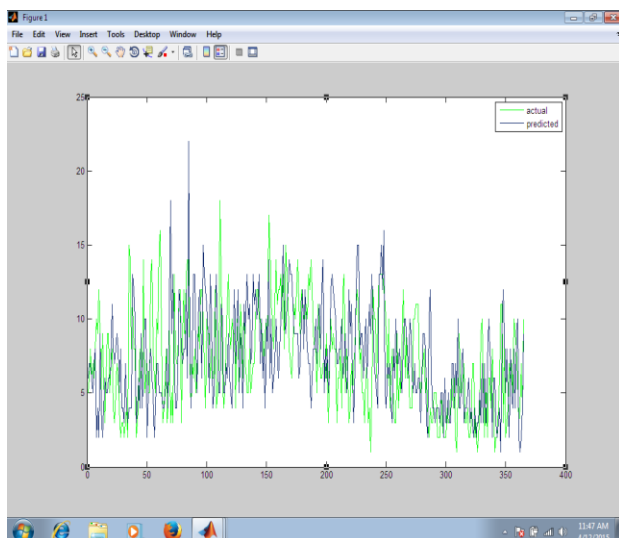 Figure 1
File Edit View Insert Tools Desktop Window Help
25
20
15
10
5
0
0 50 100 150 200 250 300 350 400
actual
predicted
11:47 AM